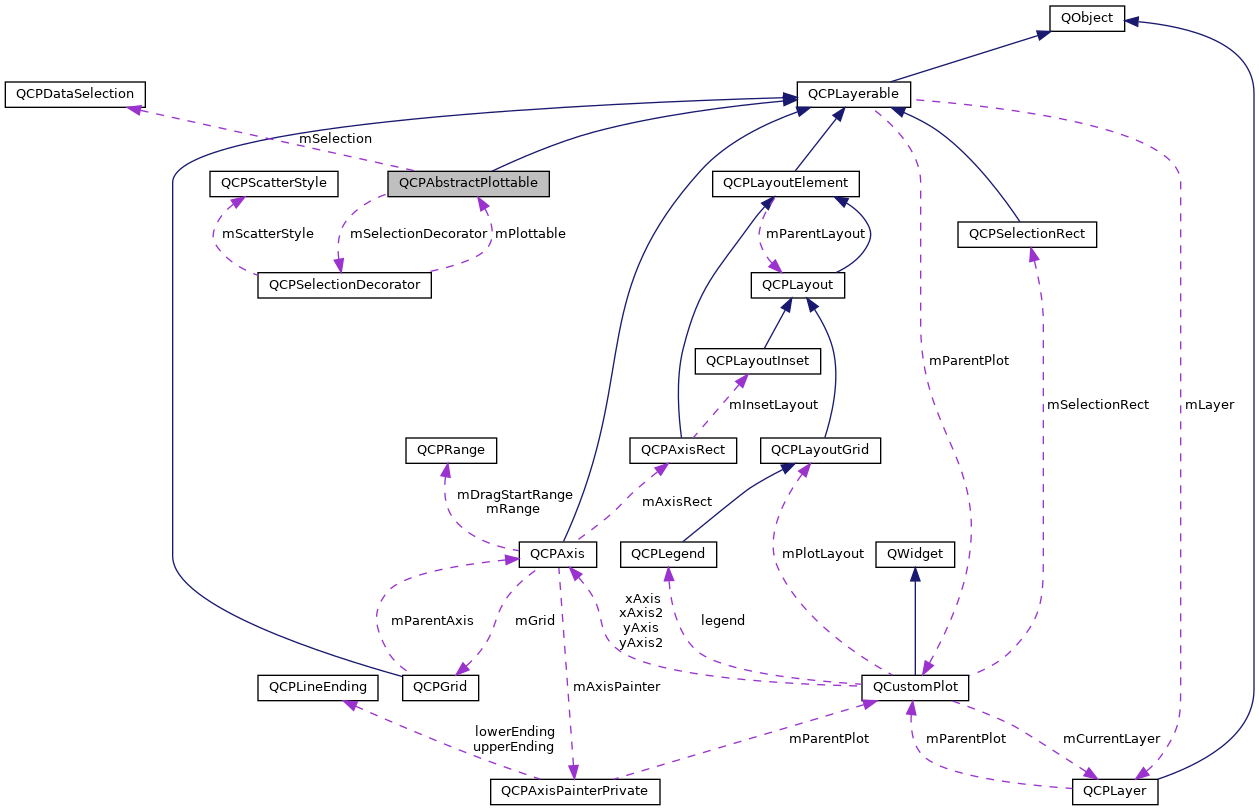 QObject
QCPDataSelection
QCPLayerable
mSelection
QCPScatterStyle
QCPAbstractPlottable
QCPLayoutElement
mScatterStyle
mSelectionDecorator
mPlottable
mParentLayout
QCPSelectionRect
QCPSelectionDecorator
QCPLayout
QCPLayoutInset
mParentPlot
mInsetLayout
mSelectionRect
mLayer
QCPRange
QCPAxisRect
QCPLayoutGrid
mDragStartRange
mRange
mAxisRect
QCPAxis
QCPLegend
mPlotLayout
QWidget
mParentAxis
mGrid
xAxis
xAxis2
yAxis
yAxis2
legend
QCPLineEnding
QCPGrid
mAxisPainter
QCustomPlot
lowerEnding
upperEnding
mParentPlot
mParentPlot
mCurrentLayer
QCPAxisPainterPrivate
QCPLayer